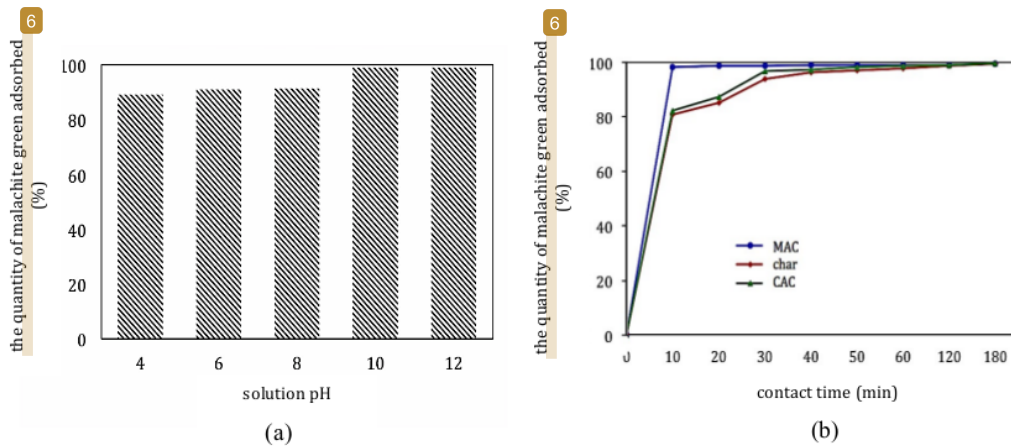 6
the quantity of malachite green adsorbed
(%)
100
80
60
40
20
0
4 6 8 10 12
solution pH
(a)
6
the quantity of malachite green adsorbed
(%)
100
80
60
40
20
0
MAC
char
CAC
0 10 20 30 40 50 60 120 180
contact time (min)
(b)